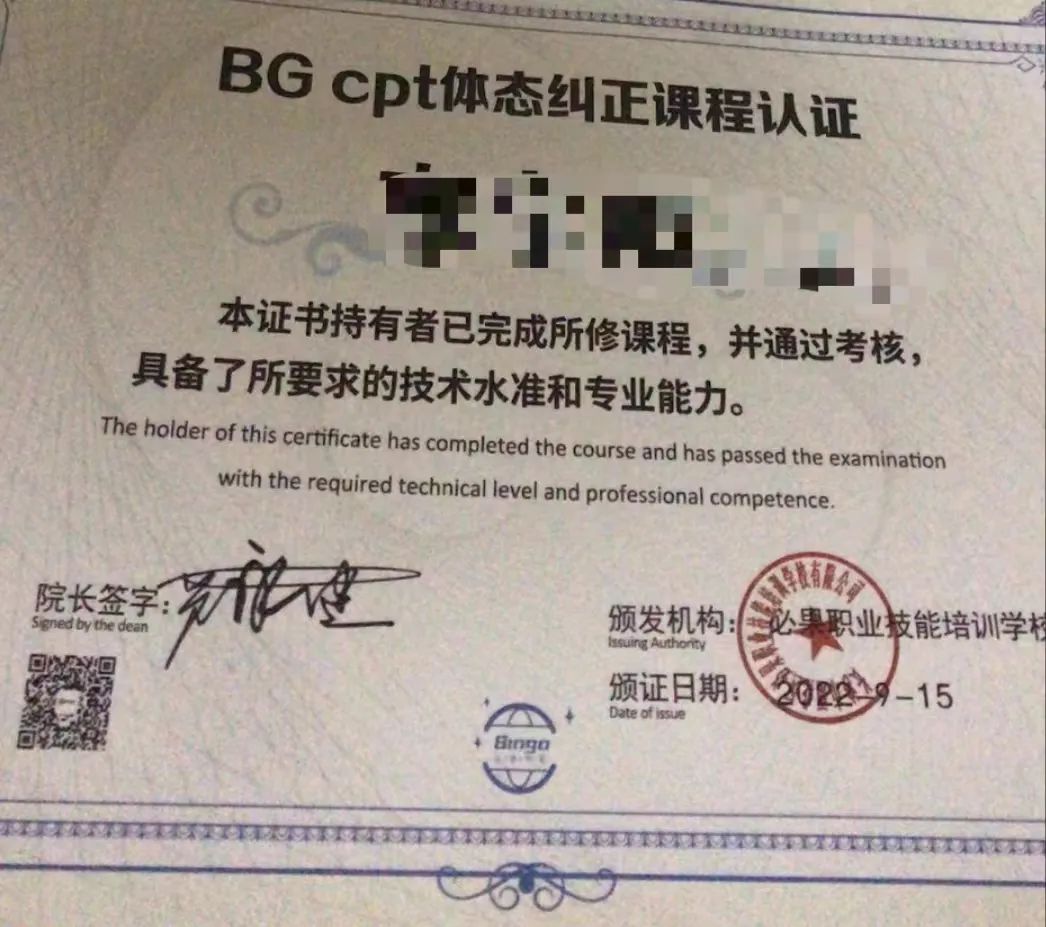 BG cpt体态纠正课程认证
本证书持有者已完成所修课程，并通过考核，
具备了所要求的技术水准和专业能力。
The holder of this certificate has completed the course and has passed the examination
with the required technical level and professional competence.
院长签字：
Signed by the dean
颁发机构：必果职业技能培训学校
Issuing Authority
颁证日期：2022-9-15
Date of issue
Bingo